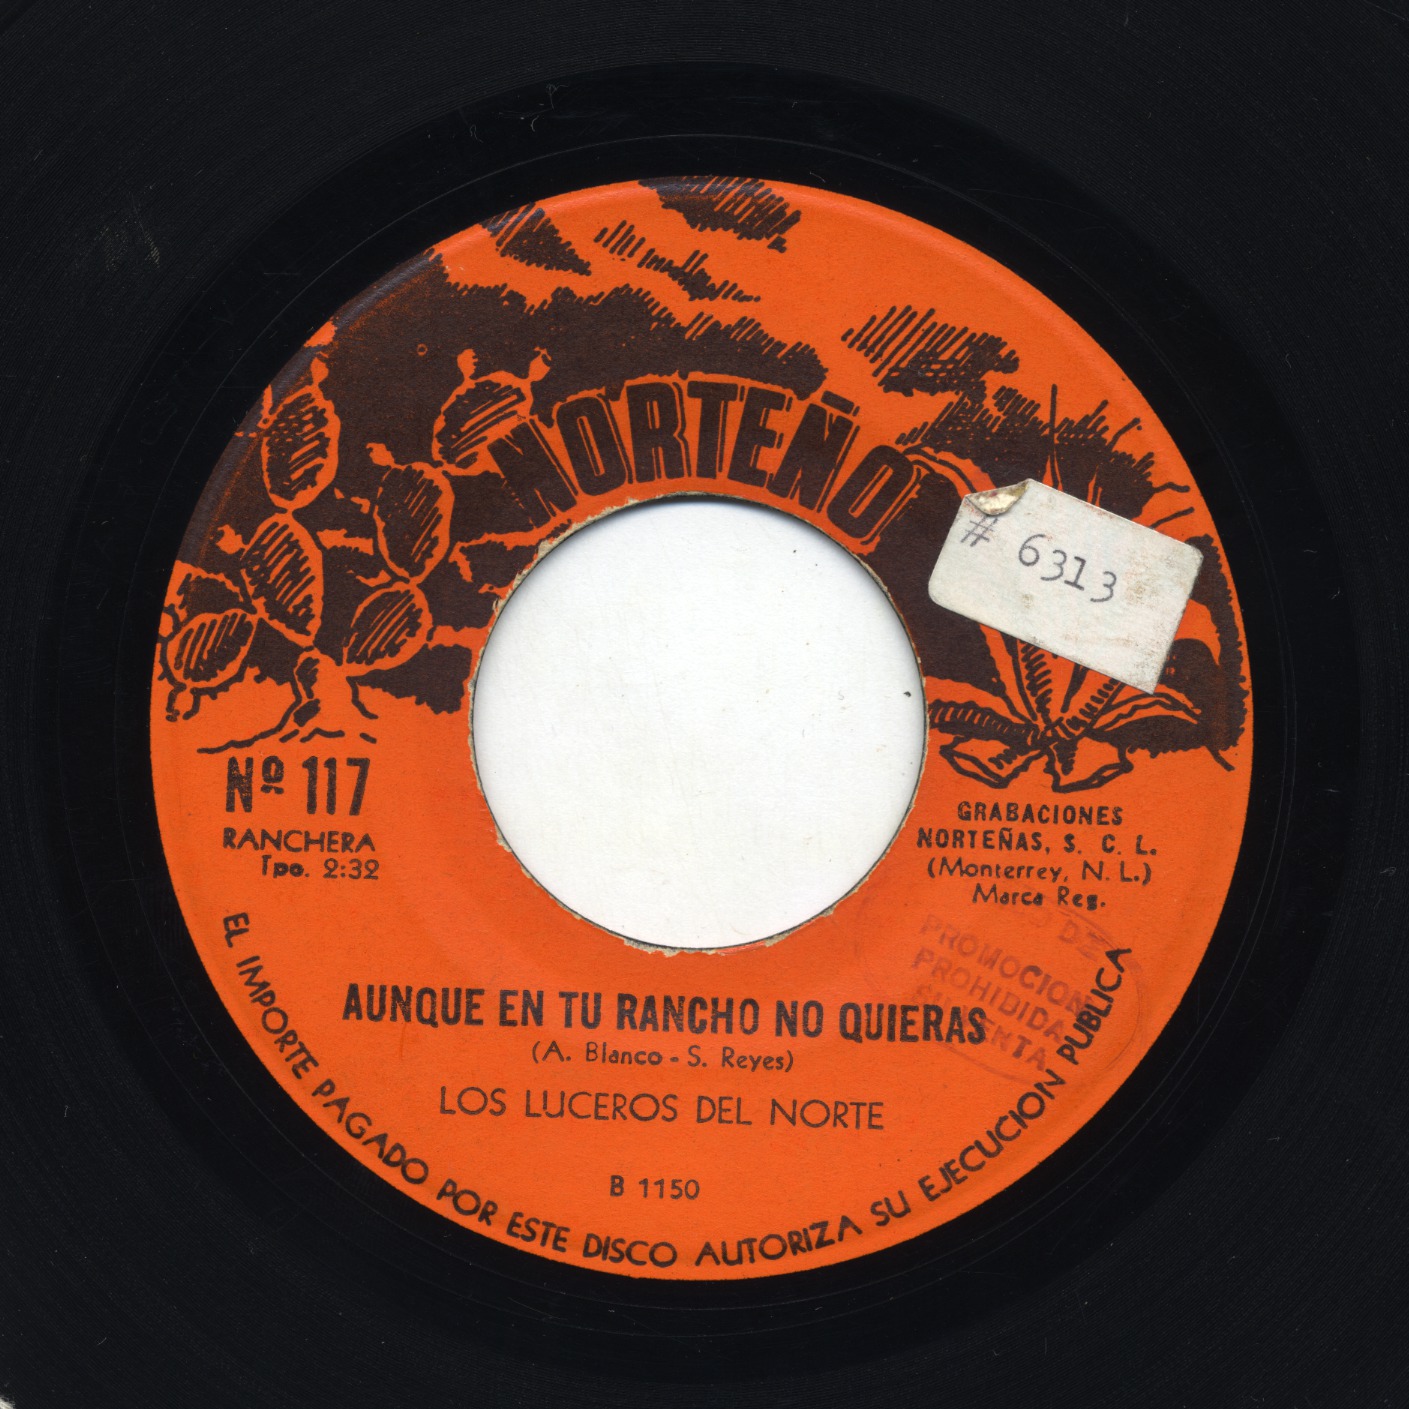 NORTEÑO
# 6313
Nº 117
RANCHERA
Tpo. 2:32
GRABACIONES
NORTEÑAS, S. C. L.
(Monterrey, N. L.)
Marca Reg.
PROMOCION
PROHIBIDA
SU VENTA
AUNQUE EN TU RANCHO NO QUIERAS
(A. Blanco - S. Reyes)
LOS LUCEROS DEL NORTE
B 1150
EL IMPORTE PAGADO POR ESTE DISCO AUTORIZA SU EJECUCION PUBLICA